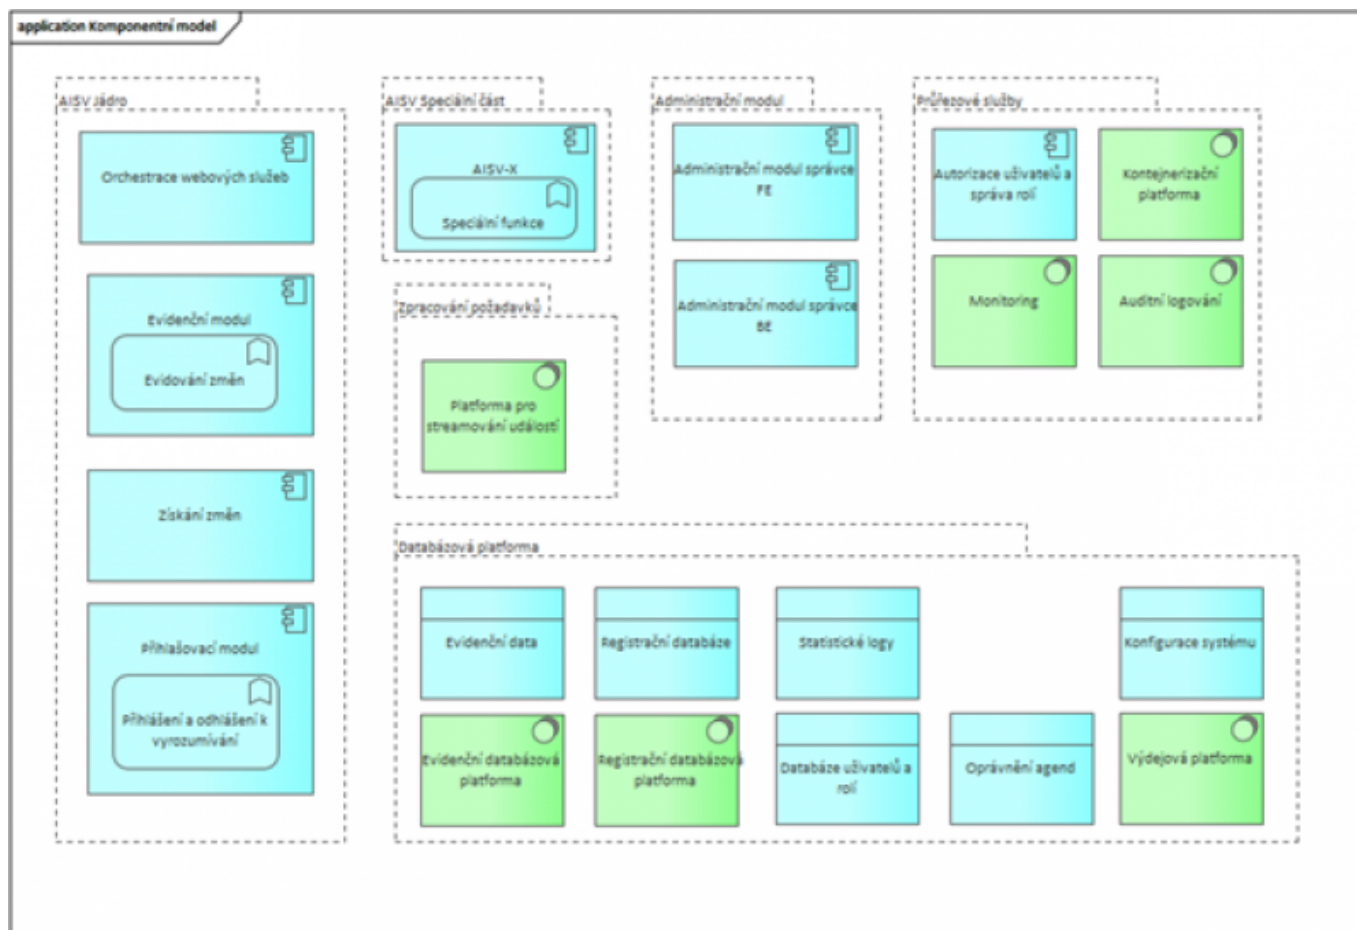 application Komponentní model
AISV Jádro
Orchestrace webových služeb
Evidenční modul
Evidování změn
Získání změn
Přihlašovací modul
Přihlášení a odhlášení k
vyrozumívání
AISV Speciální část
AISV-X
Speciální funkce
Zpracování požadavků
Platforma pro
streamování událostí
Administrační modul
Administrační modul správce
FE
Administrační modul správce
BE
Průřezové služby
Autorizace uživatelů a
správa rolí
Kontejnerizační
platforma
Monitoring
Auditní logování
Databázová platforma
Evidenční data
Registrační databáze
Statistické logy
Konfigurace systému
Evidenční databázová
platforma
Registrační databázová
platforma
Databáze uživatelů a
rolí
Oprávnění agend
Výdejová platforma